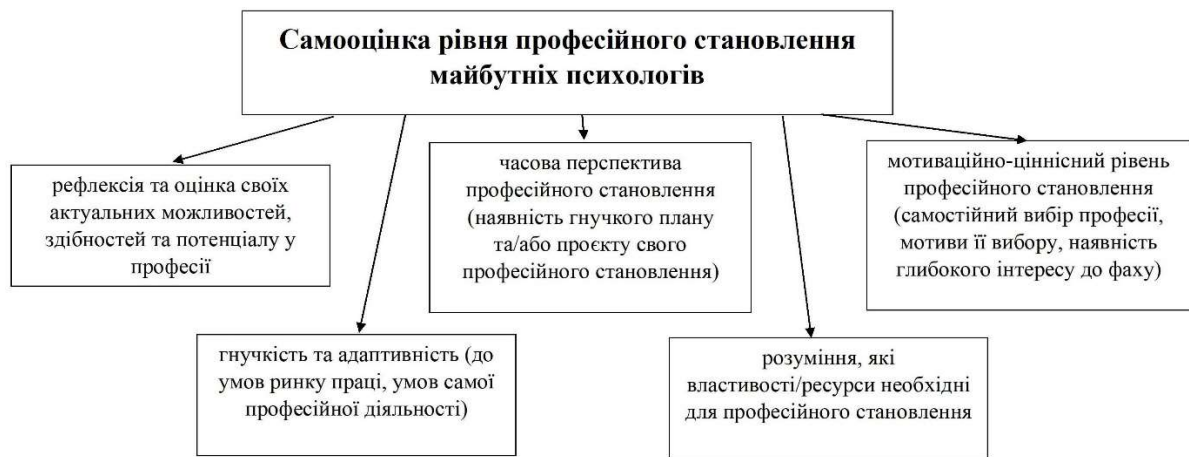 Самооцінка рівня професійного становлення
майбутніх психологів
рефлексія та оцінка своїх
актуальних можливостей,
здібностей та потенціалу у
професії
часова перспектива
професійного становлення
(наявність гнучкого плану
та/або проєкту свого
професійного становлення)
мотиваційно-ціннісний рівень
професійного становлення
(самостійний вибір професії,
мотиви її вибору, наявність
глибокого інтересу до фаху)
гнучкість та адаптивність (до
умов ринку праці, умов самої
професійної діяльності)
розуміння, які
властивості/ресурси необхідні
для професійного становлення